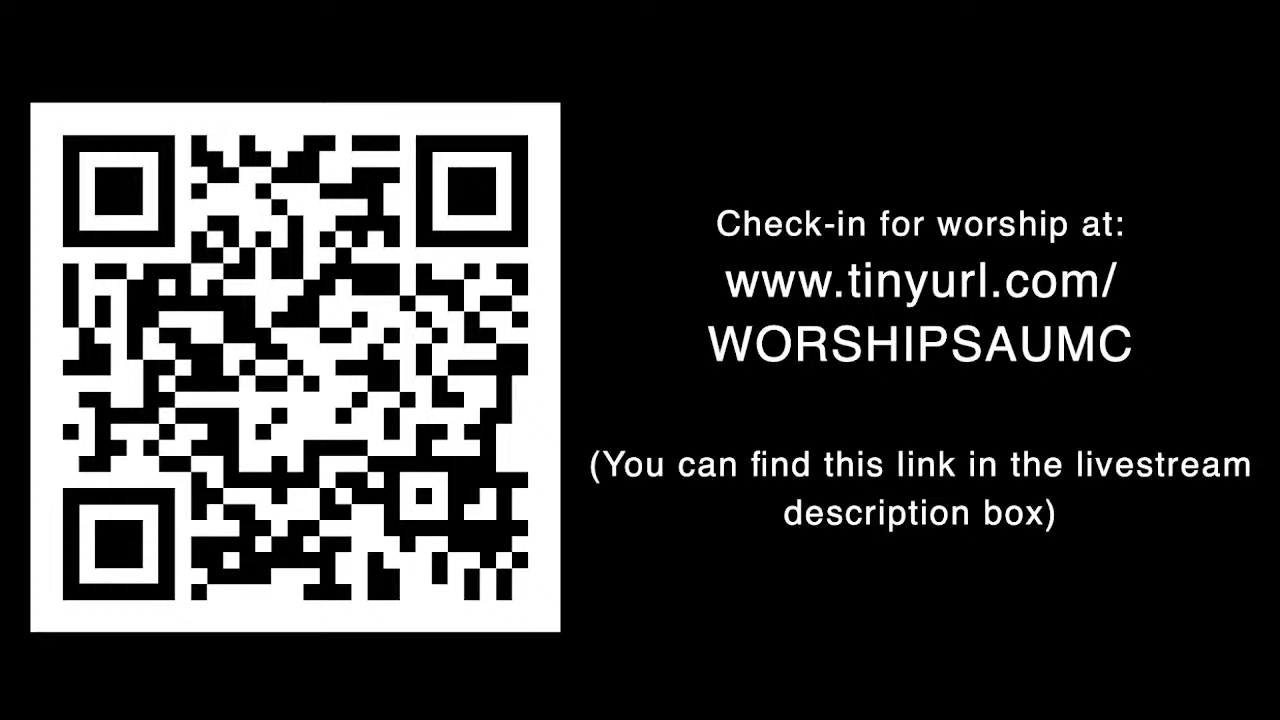 Check-in for worship at:
www.tinyurl.com/
WORSHIPSAUMC
(You can find this link in the livestream
description box)